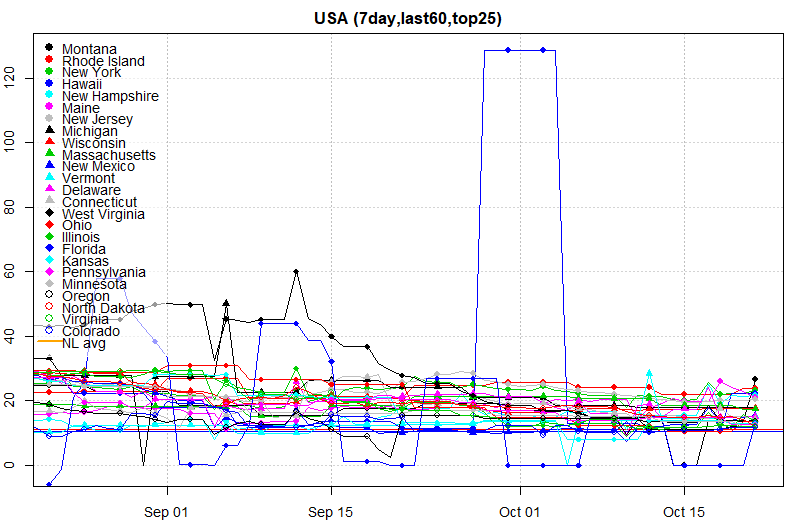 USA (7day,last60,top25)
Montana
Rhode Island
New York
Hawaii
New Hampshire
Maine
New Jersey
Michigan
Wisconsin
Massachusetts
New Mexico
Vermont
Delaware
Connecticut
West Virginia
Ohio
Illinois
Florida
Kansas
Pennsylvania
Minnesota
Oregon
North Dakota
Virginia
Colorado
NL avg
120
100
80
60
40
20
0
Sep 01 Sep 15 Oct 01 Oct 15